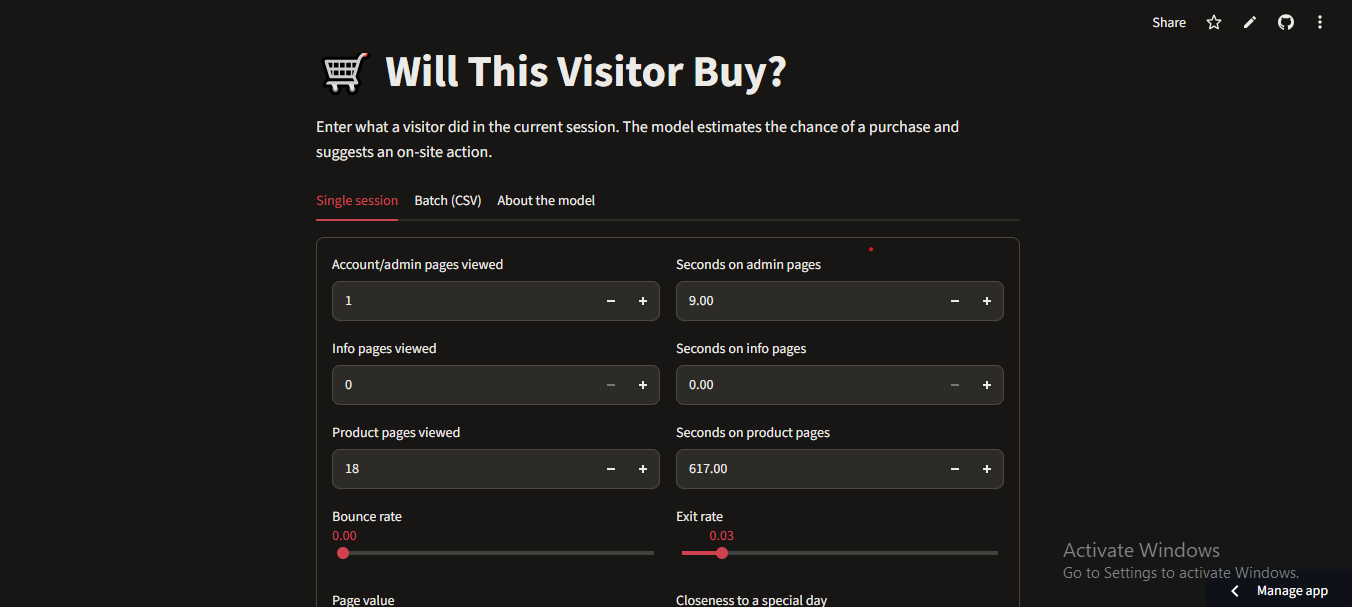 Share
Will This Visitor Buy?
Enter what a visitor did in the current session. The model estimates the chance of a purchase and
suggests an on-site action.
Single session Batch (CSV) About the model
Account/admin pages viewed Seconds on admin pages
1 9.00
Info pages viewed Seconds on info pages
0 0.00
Product pages viewed Seconds on product pages
18 617.00
Bounce rate Exit rate
0.00 0.03
Page value Closeness to a special day
Activate Windows
Go to Settings to activate Windows.
Manage app